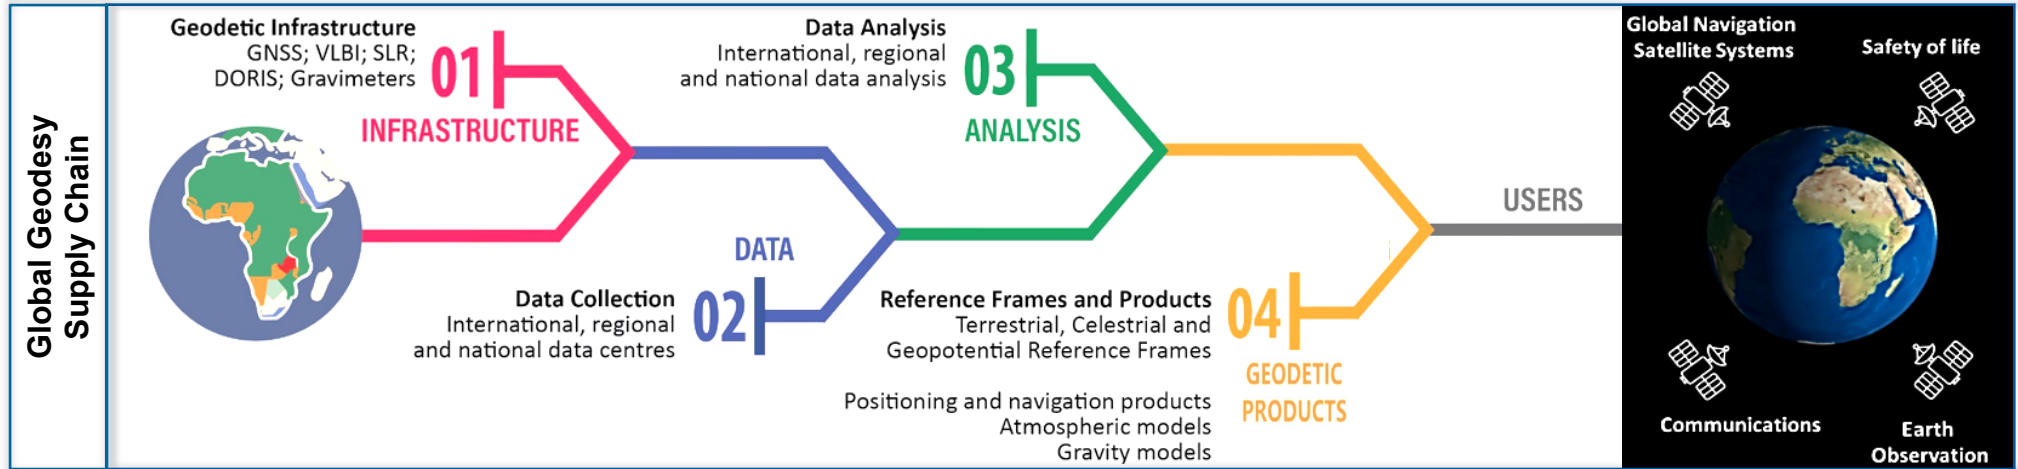 Global Geodesy
Supply Chain
Geodetic Infrastructure
GNSS; VLBI; SLR;
DORIS; Gravimeters
01
INFRASTRUCTURE
DATA
Data Collection
International, regional
and national data centres
02
Data Analysis
International, regional
and national data analysis
03
ANALYSIS
Reference Frames and Products
Terrestrial, Celestrial and
Geopotential Reference Frames
Positioning and navigation products
Atmospheric models
Gravity models
04
GEODETIC
PRODUCTS
USERS
Global Navigation
Satellite Systems
Safety of life
Communications
Earth
Observation